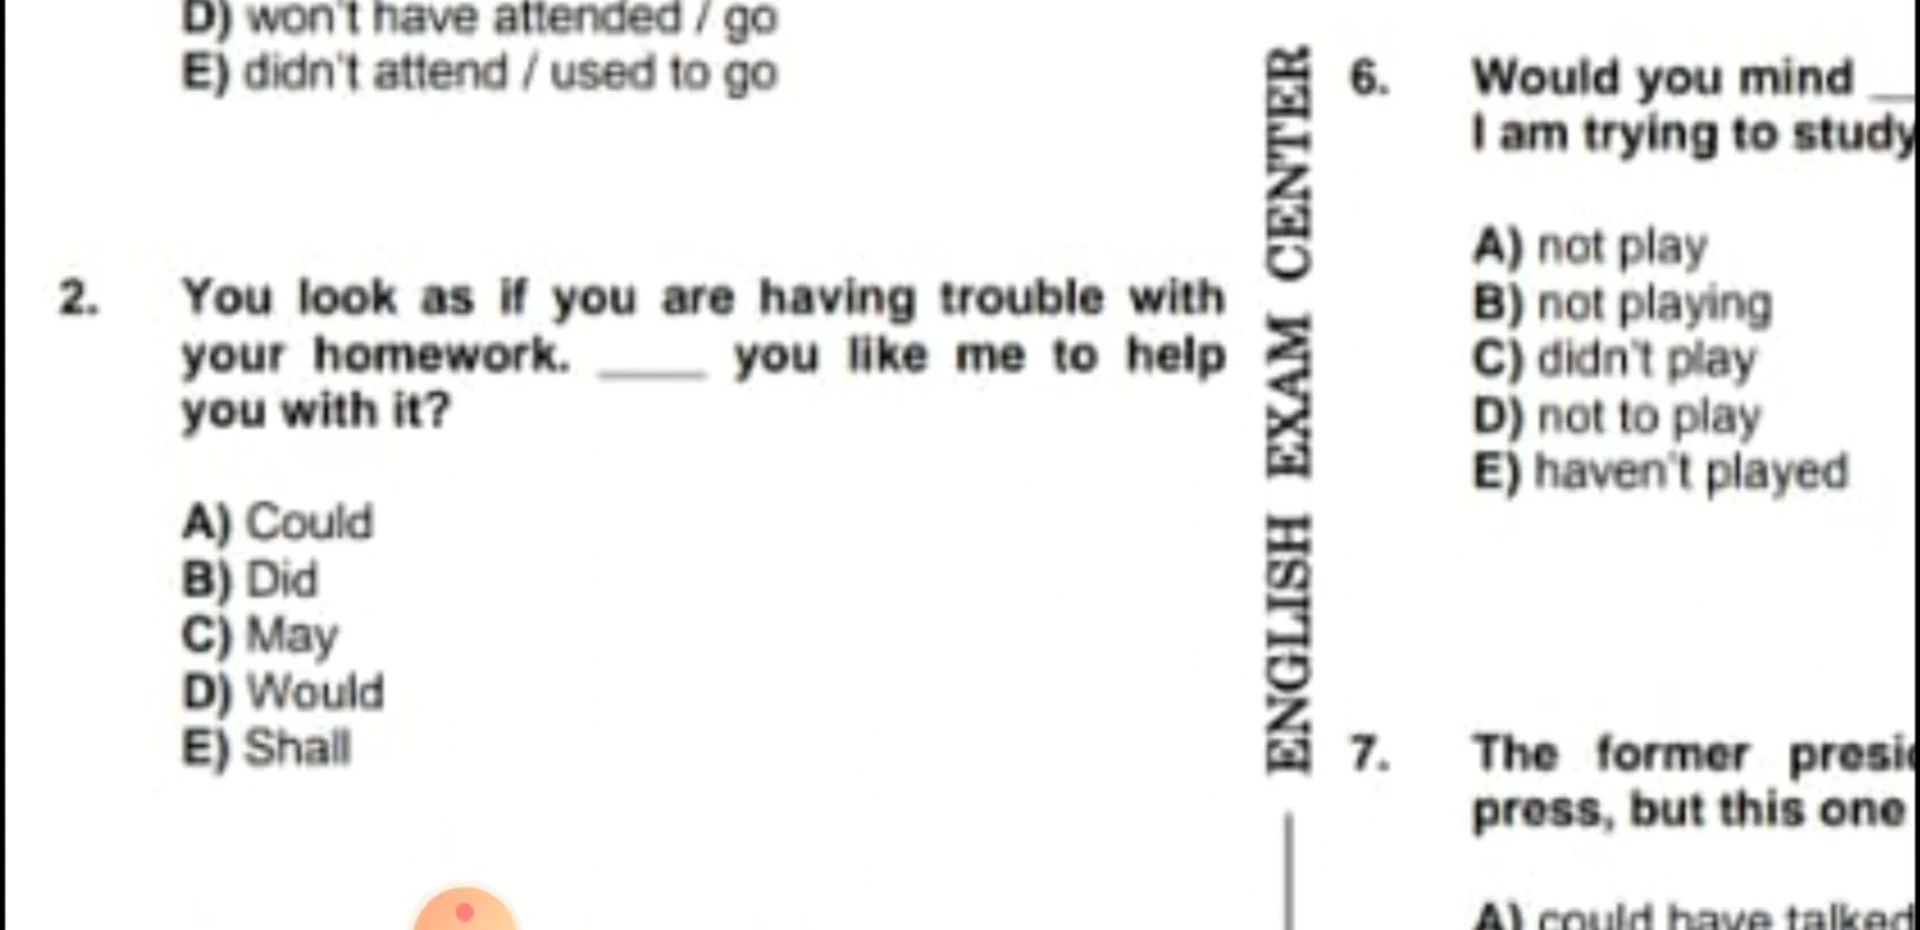 D) won't have attended / go
E) didn't attend / used to go
2. You look as if you are having trouble with
your homework. ____ you like me to help
you with it?
A) Could
B) Did
C) May
D) Would
E) Shall
ENGLISH EXAM CENTER
6. Would you mind __
I am trying to study
A) not play
B) not playing
C) didn't play
D) not to play
E) haven't played
7. The former
press, but this one
A) could have talked